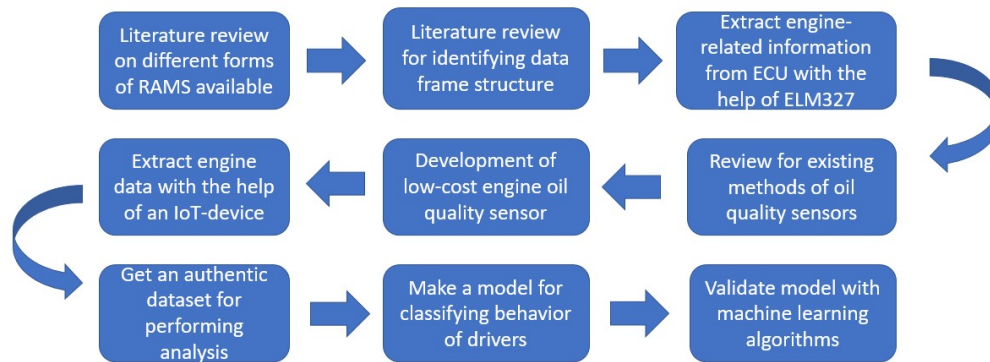 Literature review
on different forms
of RAMS available
Literature review
for identifying data
frame structure
Extract engine-
related information
from ECU with the
help of ELM327
Review for existing
methods of oil
quality sensors
Development of
low-cost engine oil
quality sensor
Extract engine
data with the help
of an IoT-device
Get an authentic
dataset for
performing
analysis
Make a model for
classifying behavior
of drivers
Validate model with
machine learning
algorithms